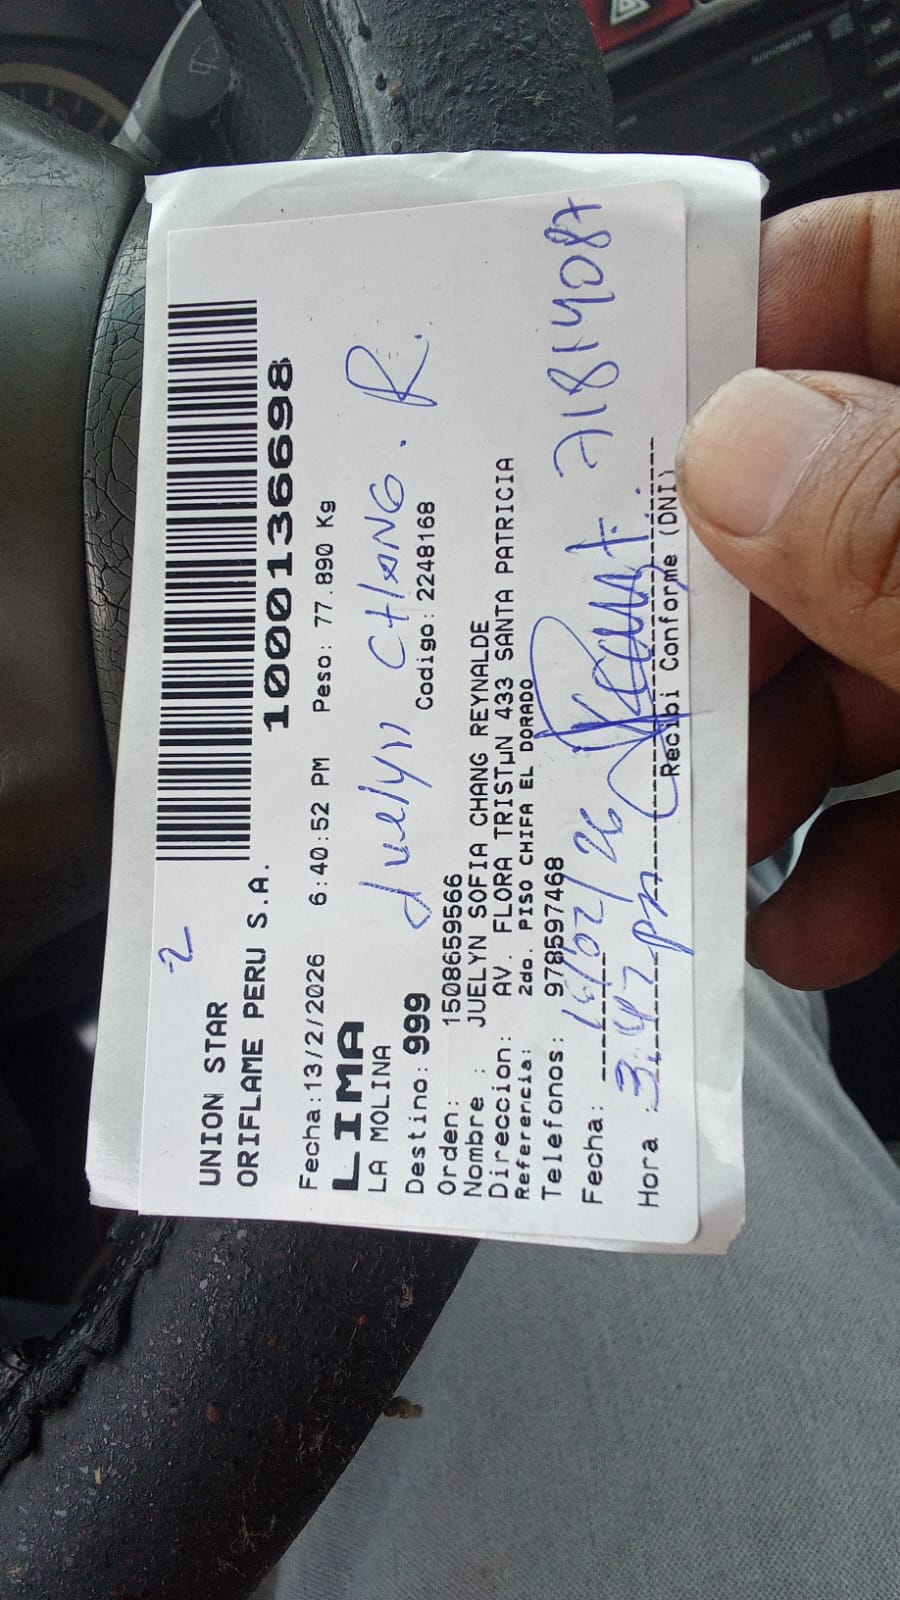 -2
UNION STAR
ORIFLAME PERU S.A.
1000136698
Fecha:13/2/2026 6:40:52 PM Peso: 77.890 Kg
LIMA
LA MOLINA
Juelyn CHANG. R.
Destino: 999 Codigo: 2248168
Orden: 1508659566
Nombre : JUELYN SOFIA CHANG REYNALDE
Direccion: AV. FLORA TRISTµN 433 SANTA PATRICIA
Referencia: 2do. PISO CHIFA EL DORADO
Telefonos: 978597468
Fecha: /02/26 71814087
Hora : 3:47 pm
Recibi Conforme (DNI)